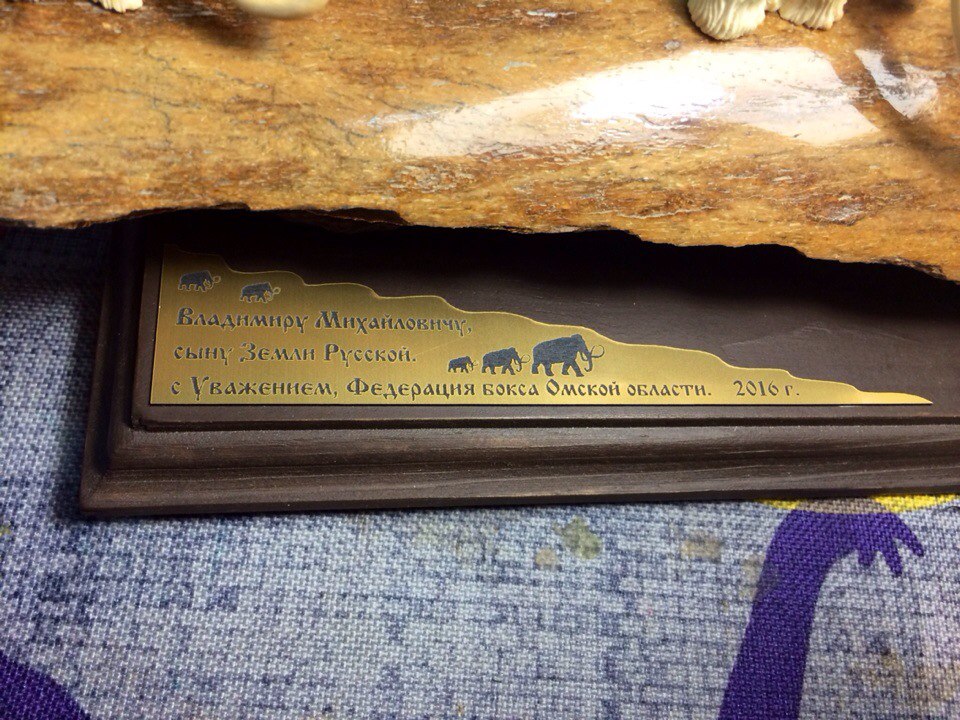 Владимиру Михайловичу,
сыну Земли Русской.
с Уважением, Федерация бокса Омской области. 2016 г.